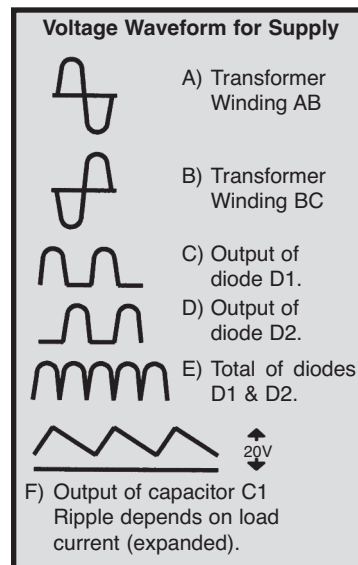 Voltage Waveform for Supply
A) Transformer
Winding AB
B) Transformer
Winding BC
C) Output of
diode D1.
D) Output of
diode D2.
E) Total of diodes
D1 & D2.
20V
F) Output of capacitor C1
Ripple depends on load
current (expanded).